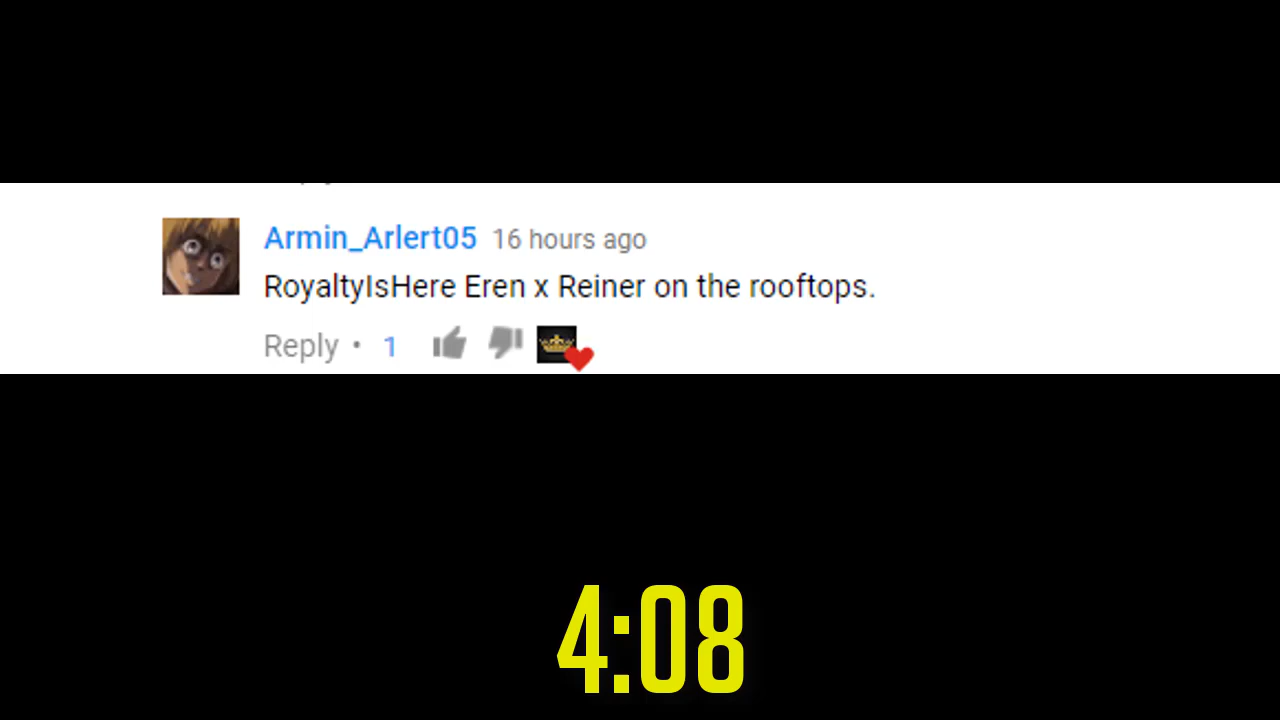 Armin_Arlert05 16 hours ago
RoyaltyIsHere Eren x Reiner on the rooftops.
Reply • 1
4:08